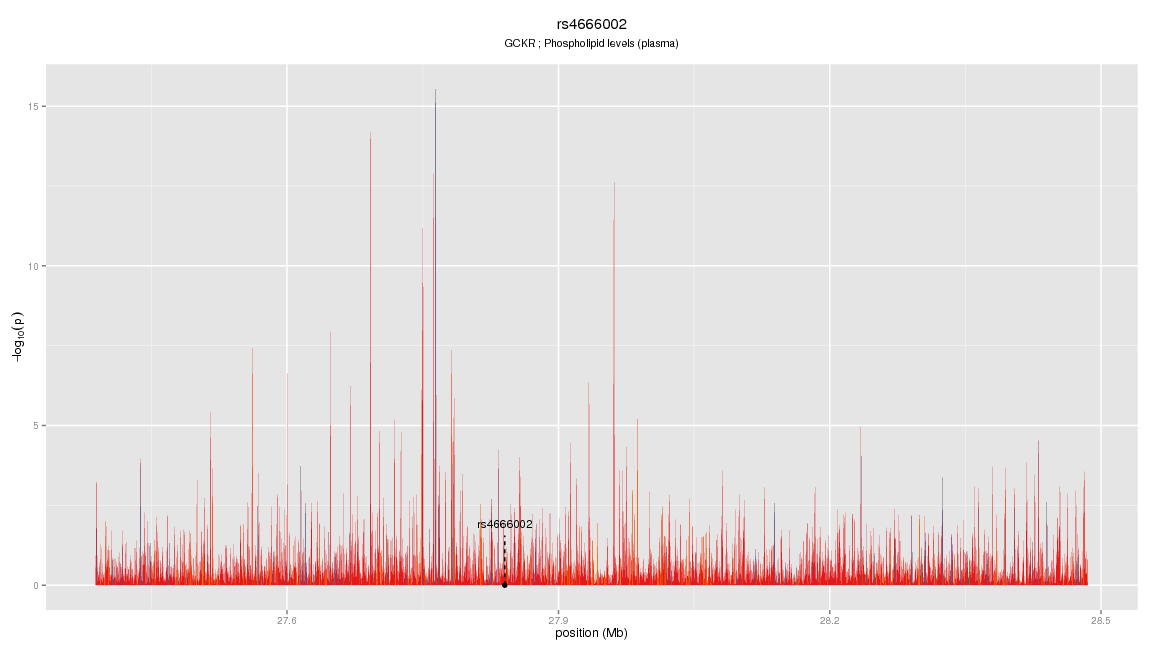 rs4666002
GCKR ; Phospholipid levels (plasma)
15
10
5
0
−log10(p)
rs4666002
27.6
27.9
28.2
28.5
position (Mb)